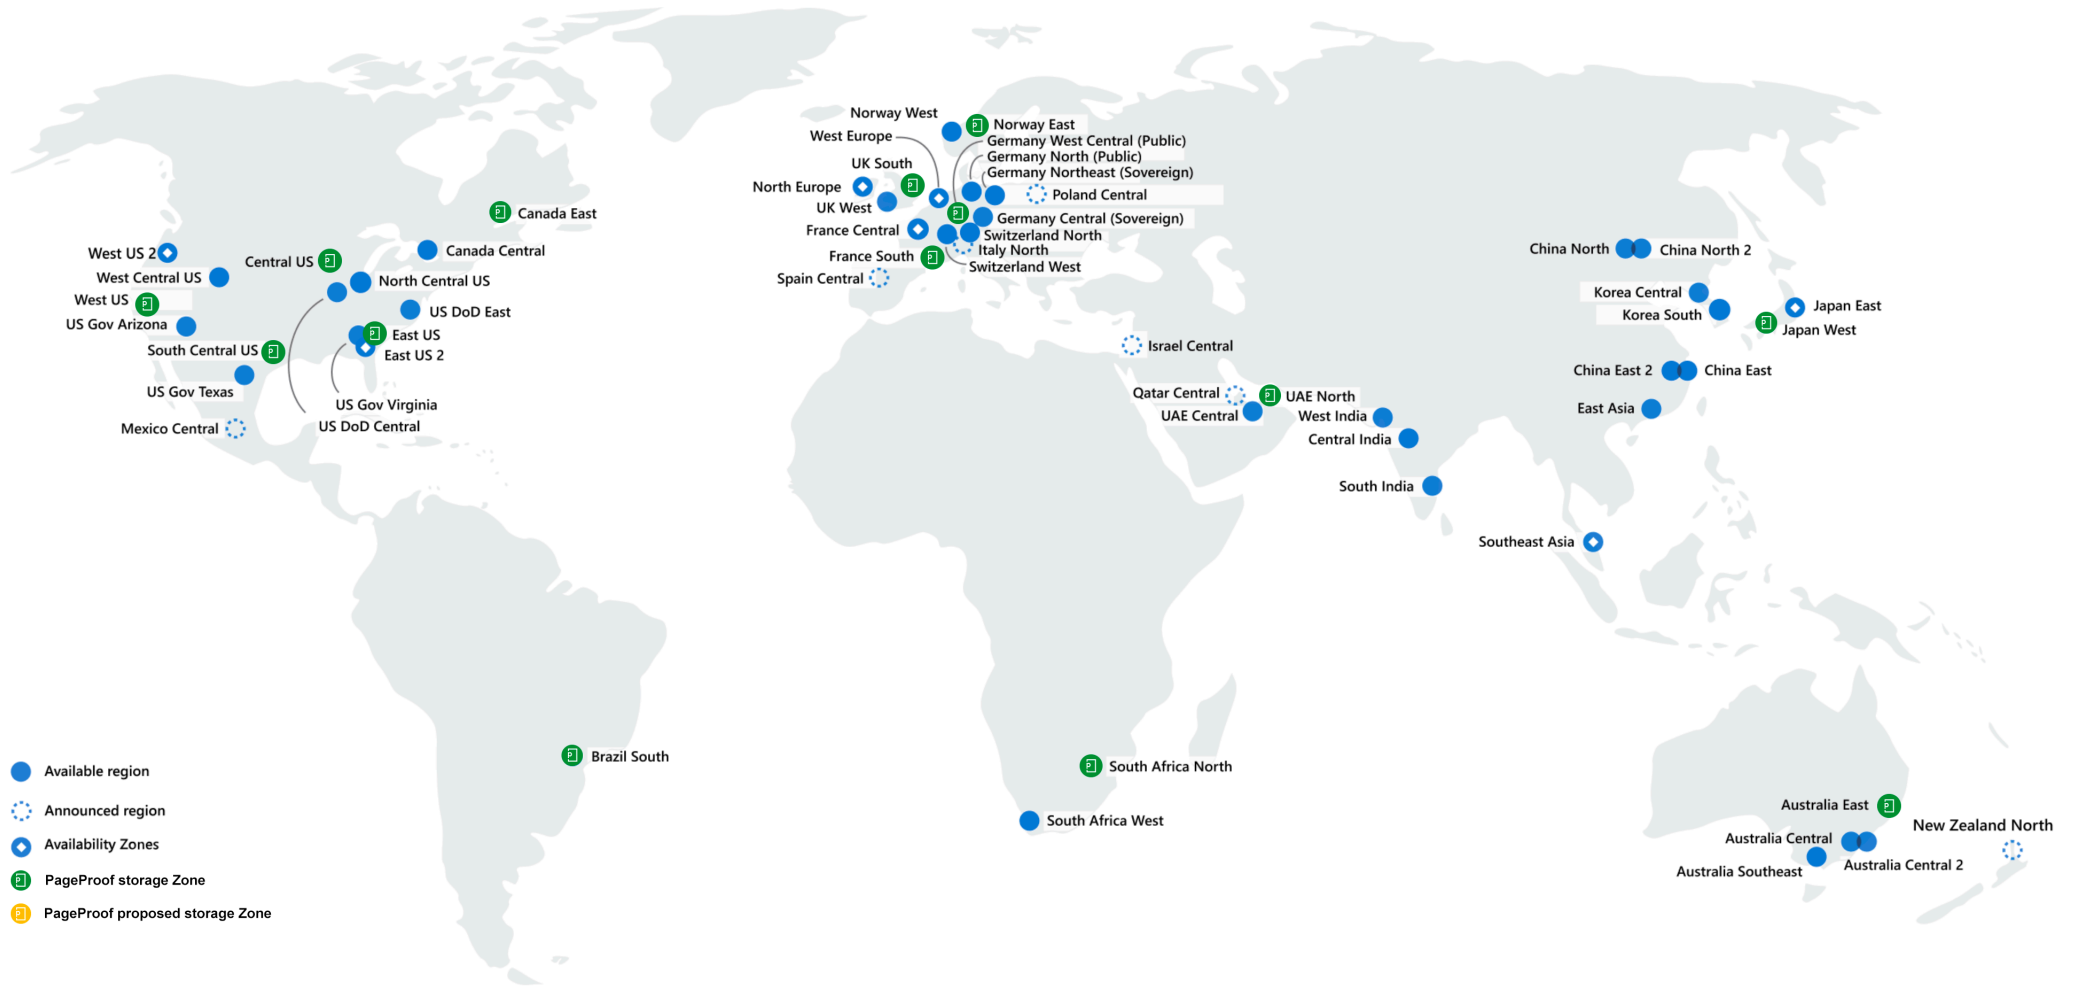 Norway West
Norway East
West Europe
Germany West Central (Public)
Germany North (Public)
UK South
Germany Northeast (Sovereign)
North Europe
Poland Central
UK West
Germany Central (Sovereign)
France Central
Switzerland North
Italy North
France South
Switzerland West
Spain Central
Canada East
Canada Central
West US 2
Central US
West Central US
North Central US
West US
US DoD East
US Gov Arizona
East US
South Central US
East US 2
US Gov Texas
US Gov Virginia
US DoD Central
Mexico Central
China North
China North 2
Korea Central
Korea South
Japan East
Japan West
Israel Central
China East 2
China East
Qatar Central
UAE North
UAE Central
West India
East Asia
Central India
South India
Southeast Asia
Brazil South
South Africa North
South Africa West
Australia East
New Zealand North
Australia Central
Australia Central 2
Australia Southeast
Available region
Announced region
Availability Zones
PageProof storage Zone
PageProof proposed storage Zone